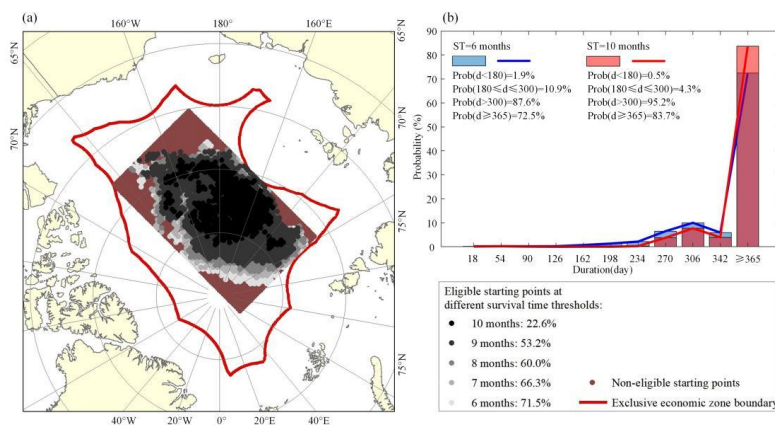 (a)
160°W
180°
160°E
65°N
65°N
70°N
70°N
75°N
75°N
40°W
20°W
0°
20°E
40°E
(b)
Probability (%)
90
80
70
60
50
40
30
20
10
0
ST=6 months
Prob(d<180)=1.9%
Prob(180≤d≤300)=10.9%
Prob(d>300)=87.6%
Prob(d≥365)=72.5%
ST=10 months
Prob(d<180)=0.5%
Prob(180≤d≤300)=4.3%
Prob(d>300)=95.2%
Prob(d≥365)=83.7%
18 54 90 126 162 198 234 270 306 342 ≥365
Duration(day)
Eligible starting points at
different survival time thresholds:
10 months: 22.6%
9 months: 53.2%
8 months: 60.0%
7 months: 66.3%
6 months: 71.5%
Non-eligible starting points
Exclusive economic zone boundary